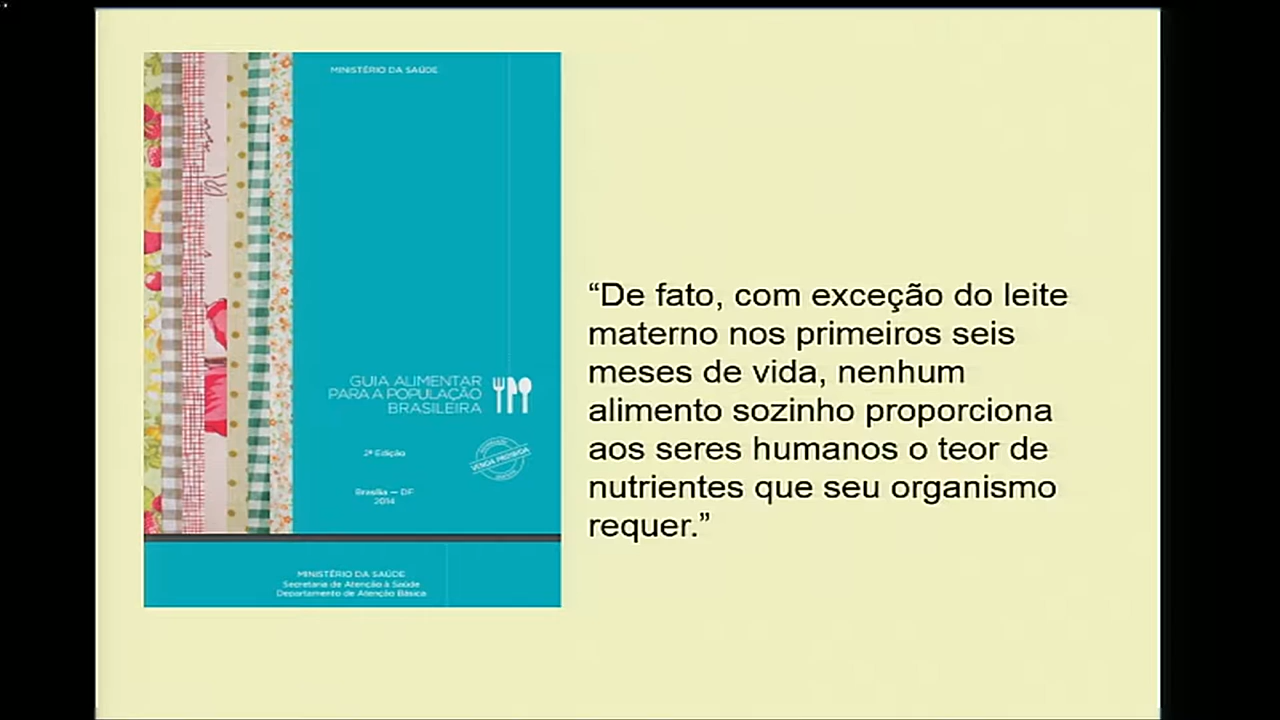 MINISTÉRIO DA SAÚDE
GUIA ALIMENTAR
PARA A POPULAÇÃO
BRASILEIRA
2ª Edição
VENDA PROIBIDA
Brasília — DF
2014
MINISTÉRIO DA SAÚDE
Secretaria de Atenção à Saúde
Departamento de Atenção Básica
“De fato, com exceção do leite
materno nos primeiros seis
meses de vida, nenhum
alimento sozinho proporciona
aos seres humanos o teor de
nutrientes que seu organismo
requer.”